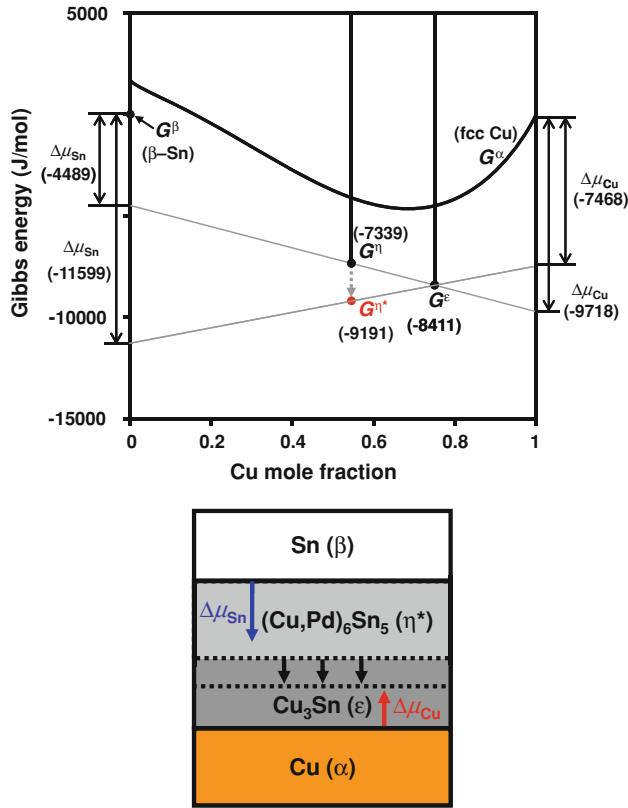 5000
Gibbs energy (J/mol)
G^β
(β–Sn)
(fcc Cu)
G^α
Δμ_Sn
(-4489)
Δμ_Cu
(-7468)
(-7339)
G^η
Δμ_Sn
(-11599)
Δμ_Cu
(-9718)
G^η*
(-9191)
G^ε
(-8411)
-10000
-15000
0 0.2 0.4 0.6 0.8 1
Cu mole fraction
Sn (β)
Δμ_Sn
(Cu,Pd)₆Sn₅ (η*)
Cu₃Sn (ε)
Δμ_Cu
Cu (α)